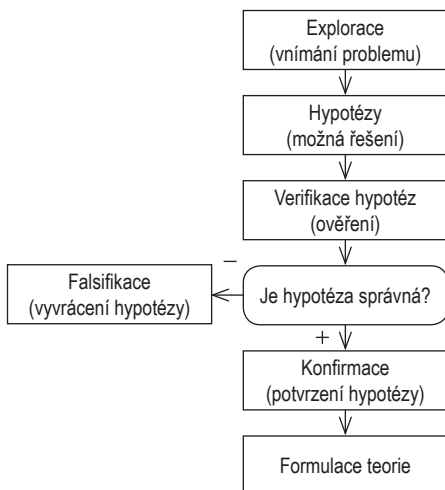 Explorace
(vnímání problemu)
Hypotézy
(možná řešení)
Verifikace hypotéz
(ověření)
–
Falsifikace
(vyvrácení hypotézy)
Je hypotéza správná?
+
Konfirmace
(potvrzení hypotézy)
Formulace teorie